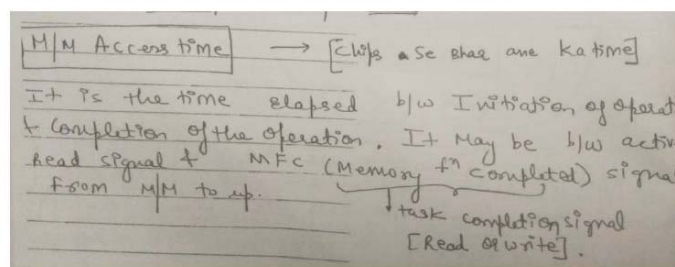 M/M Access time → [Chips se bhar ane ka time]
It is the time elapsed b/w Initiation of operat
& Completion of the operation. It May be b/w activ
Read signal & MFC (Memory fn completed) signa
From M/M to up.
task completion signal
[Read or write].